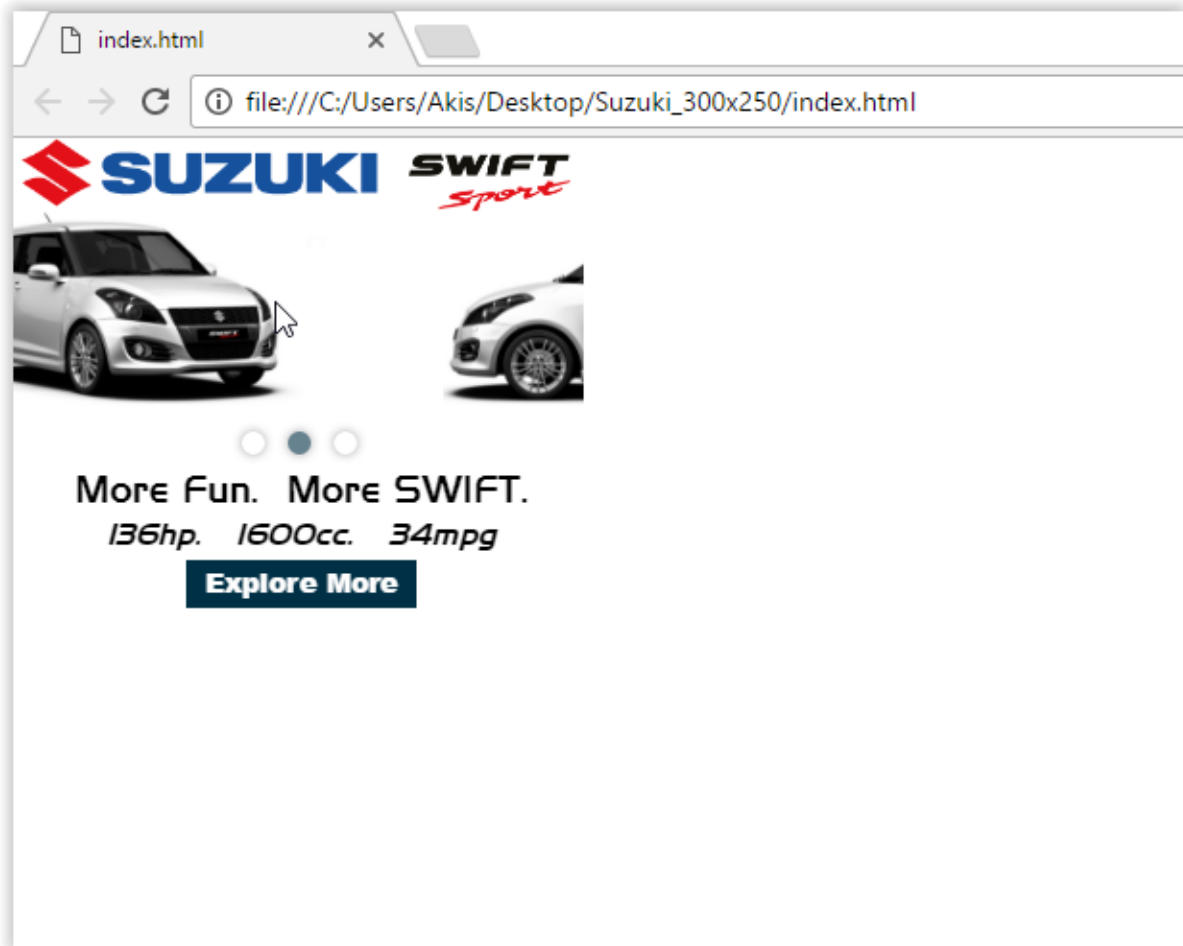 index.html
file:///C:/Users/Akis/Desktop/Suzuki_300x250/index.html
SUZUKI SWIFT
Sport
SWIFT
More Fun. More SWIFT.
136hp. 1600cc. 34mpg
Explore More